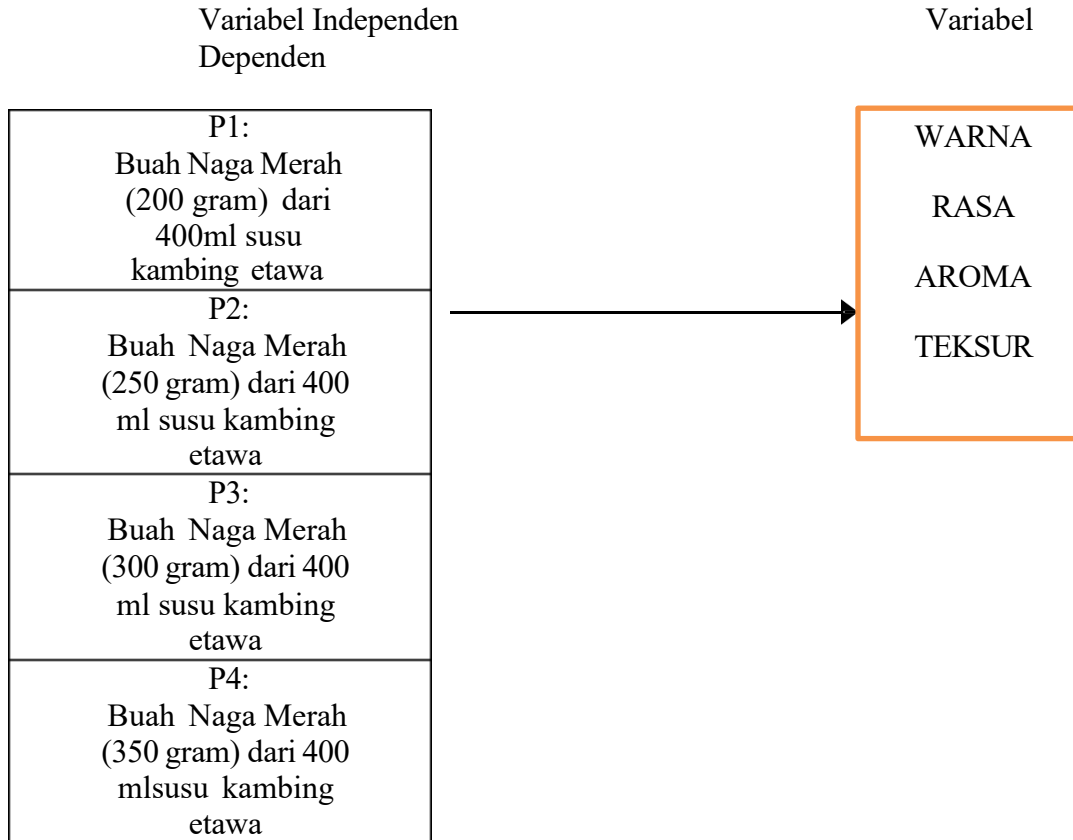 Variabel Independen Variabel
Dependen
P1:
Buah Naga Merah
(200 gram) dari
400ml susu
kambing etawa
P2:
Buah Naga Merah
(250 gram) dari 400
ml susu kambing
etawa
P3:
Buah Naga Merah
(300 gram) dari 400
ml susu kambing
etawa
P4:
Buah Naga Merah
(350 gram) dari 400
mlsusu kambing
etawa
WARNA
RASA
AROMA
TEKSUR